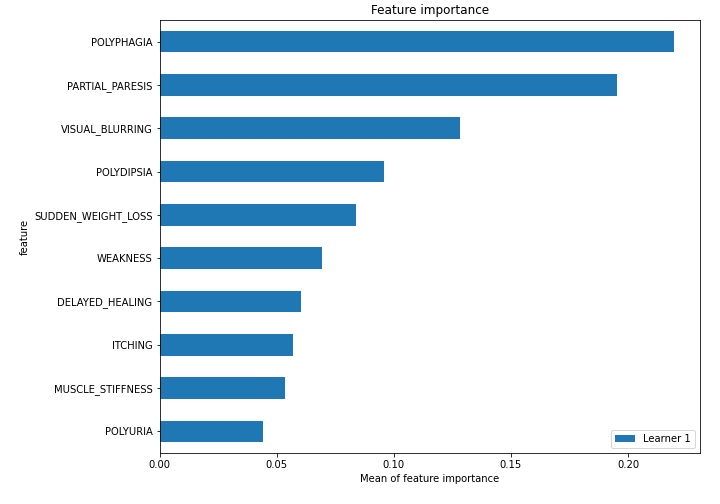 Feature importance
POLYPHAGIA
PARTIAL_PARESIS
VISUAL_BLURRING
POLYDIPSIA
SUDDEN_WEIGHT_LOSS
WEAKNESS
DELAYED_HEALING
ITCHING
MUSCLE_STIFFNESS
POLYURIA
feature
Learner 1
0.00 0.05 0.10 0.15 0.20
Mean of feature importance